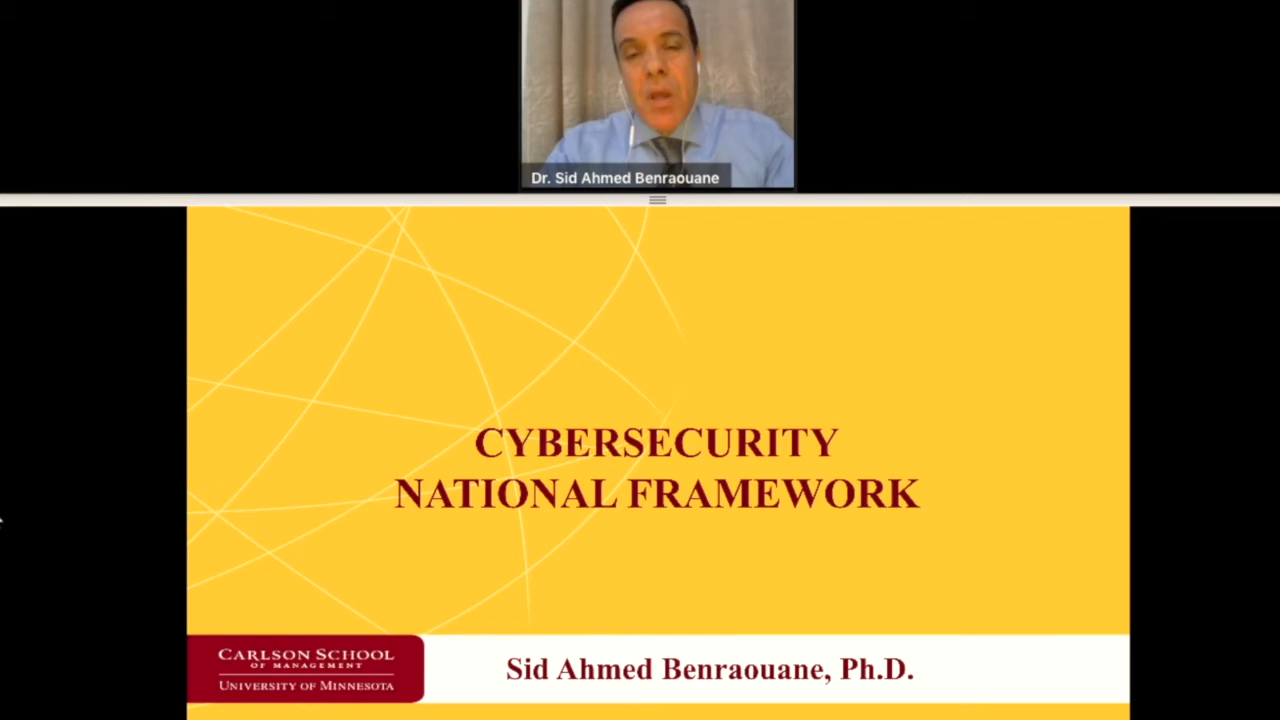 Dr. Sid Ahmed Benraouane
CYBERSECURITY
NATIONAL FRAMEWORK
CARLSON SCHOOL
OF MANAGEMENT
UNIVERSITY OF MINNESOTA
Sid Ahmed Benraouane, Ph.D.